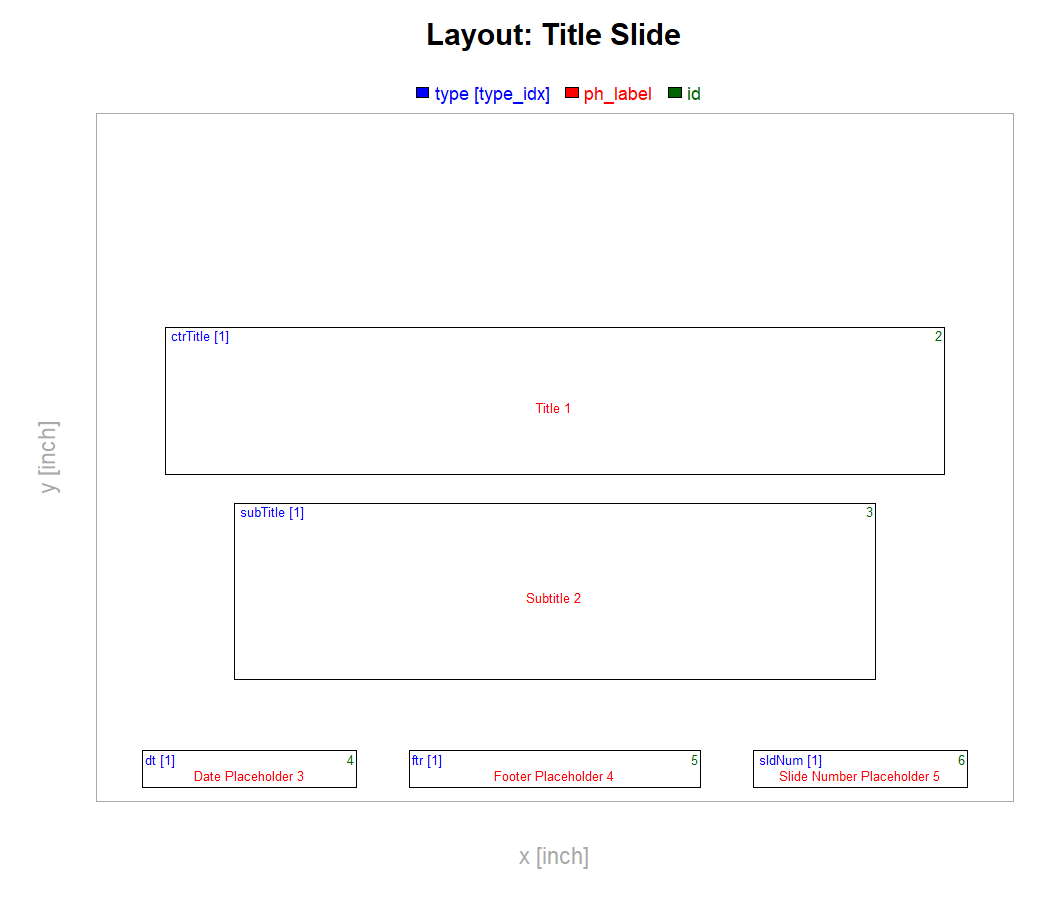 Layout: Title Slide
type [type_idx] ph_label id
ctrTitle [1] 2
Title 1
y [inch]
subTitle [1] 3
Subtitle 2
dt [1] 4
Date Placeholder 3
ftr [1] 5
Footer Placeholder 4
sldNum [1] 6
Slide Number Placeholder 5
x [inch]